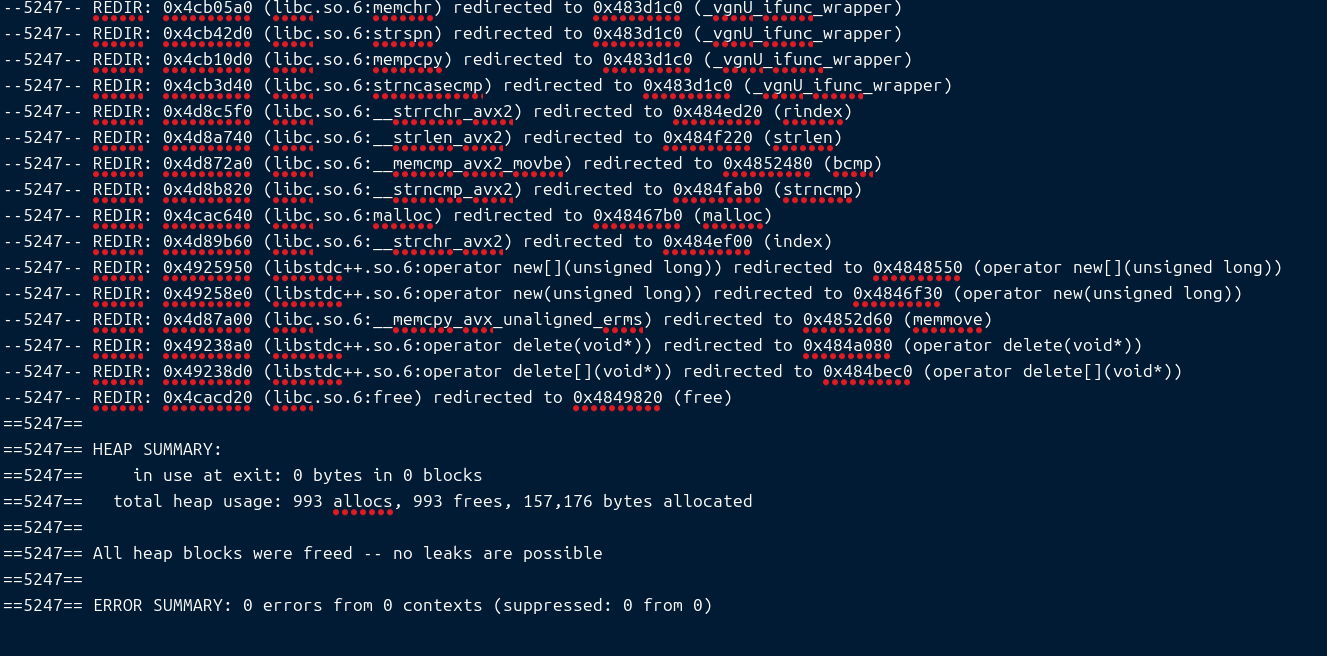 --5247-- REDIR: 0x4cb05a0 (libc.so.6:memchr) redirected to 0x483d1c0 (_vgnU_ifunc_wrapper)
--5247-- REDIR: 0x4cb42d0 (libc.so.6:strspn) redirected to 0x483d1c0 (_vgnU_ifunc_wrapper)
--5247-- REDIR: 0x4cb10d0 (libc.so.6:mempcpy) redirected to 0x483d1c0 (_vgnU_ifunc_wrapper)
--5247-- REDIR: 0x4cb3d40 (libc.so.6:strncasecmp) redirected to 0x483d1c0 (_vgnU_ifunc_wrapper)
--5247-- REDIR: 0x4d8c5f0 (libc.so.6:__strrchr_avx2) redirected to 0x484ed20 (rindex)
--5247-- REDIR: 0x4d8a740 (libc.so.6:__strlen_avx2) redirected to 0x484f220 (strlen)
--5247-- REDIR: 0x4d872a0 (libc.so.6:__memcmp_avx2_movbe) redirected to 0x4852480 (bcmp)
--5247-- REDIR: 0x4d8b820 (libc.so.6:__strncmp_avx2) redirected to 0x484fab0 (strncmp)
--5247-- REDIR: 0x4cac640 (libc.so.6:malloc) redirected to 0x48467b0 (malloc)
--5247-- REDIR: 0x4d89b60 (libc.so.6:__strchr_avx2) redirected to 0x484ef00 (index)
--5247-- REDIR: 0x4925950 (libstdc++.so.6:operator new[](unsigned long)) redirected to 0x4848550 (operator new[](unsigned long))
--5247-- REDIR: 0x49258e0 (libstdc++.so.6:operator new(unsigned long)) redirected to 0x4846f30 (operator new(unsigned long))
--5247-- REDIR: 0x4d87a00 (libc.so.6:__memcpy_avx_unaligned_erms) redirected to 0x4852d60 (memmove)
--5247-- REDIR: 0x49238a0 (libstdc++.so.6:operator delete(void*)) redirected to 0x484a080 (operator delete(void*))
--5247-- REDIR: 0x49238d0 (libstdc++.so.6:operator delete[](void*)) redirected to 0x484bec0 (operator delete[](void*))
--5247-- REDIR: 0x4cacd20 (libc.so.6:free) redirected to 0x4849820 (free)
==5247==
==5247== HEAP SUMMARY:
==5247==     in use at exit: 0 bytes in 0 blocks
==5247==   total heap usage: 993 allocs, 993 frees, 157,176 bytes allocated
==5247==
==5247== All heap blocks were freed -- no leaks are possible
==5247==
==5247== ERROR SUMMARY: 0 errors from 0 contexts (suppressed: 0 from 0)